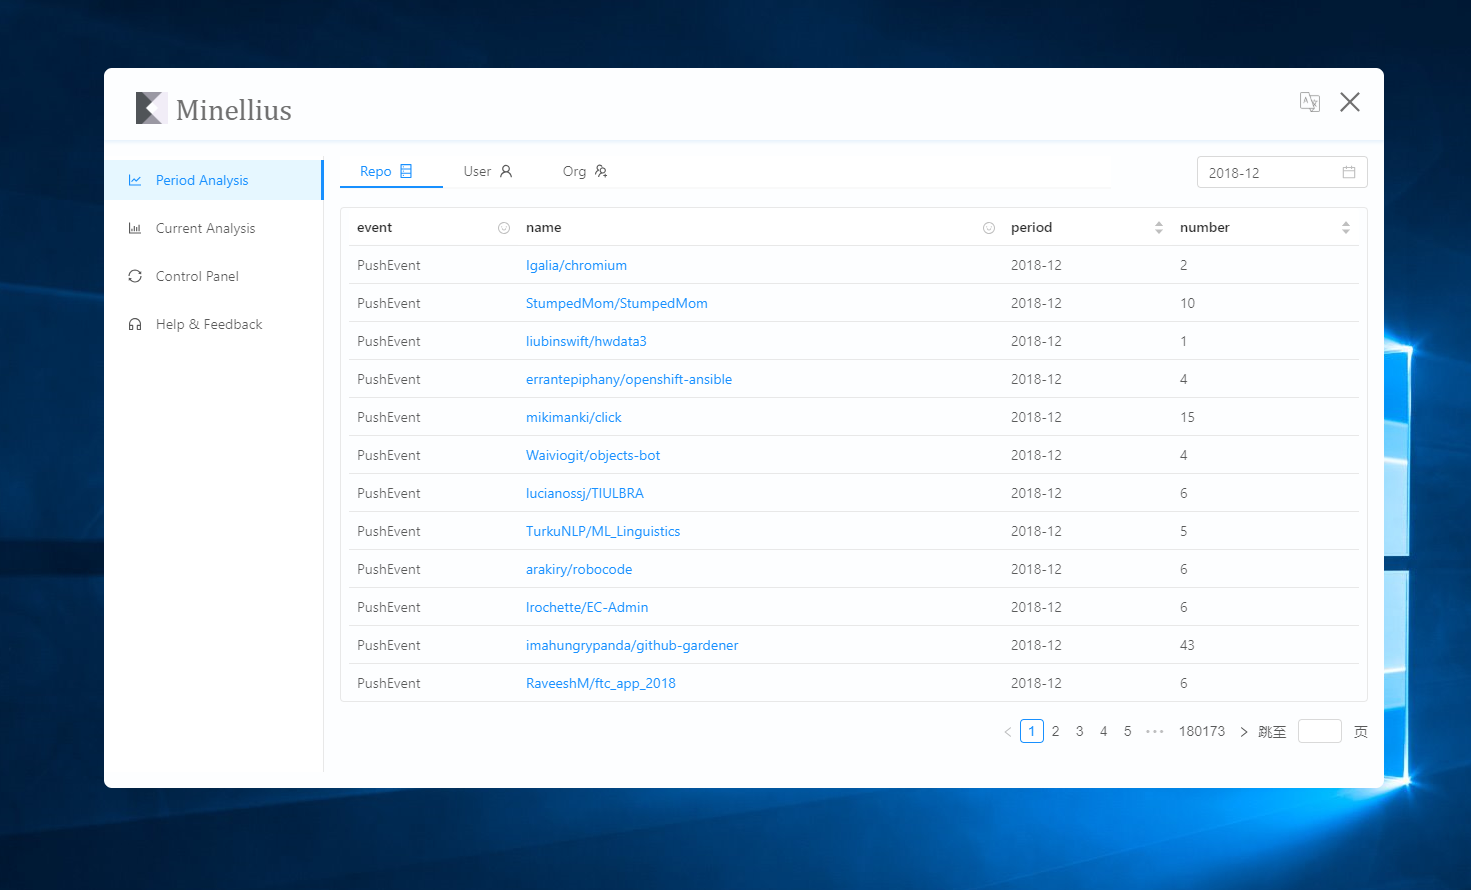 Minellius
Period Analysis
Current Analysis
Control Panel
Help & Feedback
Repo User Org 2018-12
event name period number
PushEvent Igalia/chromium 2018-12 2
PushEvent StumpedMom/StumpedMom 2018-12 10
PushEvent liubinswift/hwdata3 2018-12 1
PushEvent errantepiphany/openshift-ansible 2018-12 4
PushEvent mikimanki/click 2018-12 15
PushEvent Waiviogit/objects-bot 2018-12 4
PushEvent lucianossj/TIULBRA 2018-12 6
PushEvent TurkuNLP/ML_Linguistics 2018-12 5
PushEvent arakiry/robocode 2018-12 6
PushEvent lrochette/EC-Admin 2018-12 6
PushEvent imahungrypanda/github-gardener 2018-12 43
PushEvent RaveeshM/ftc_app_2018 2018-12 6
< 1 2 3 4 5 ••• 180173 > 跳至 页